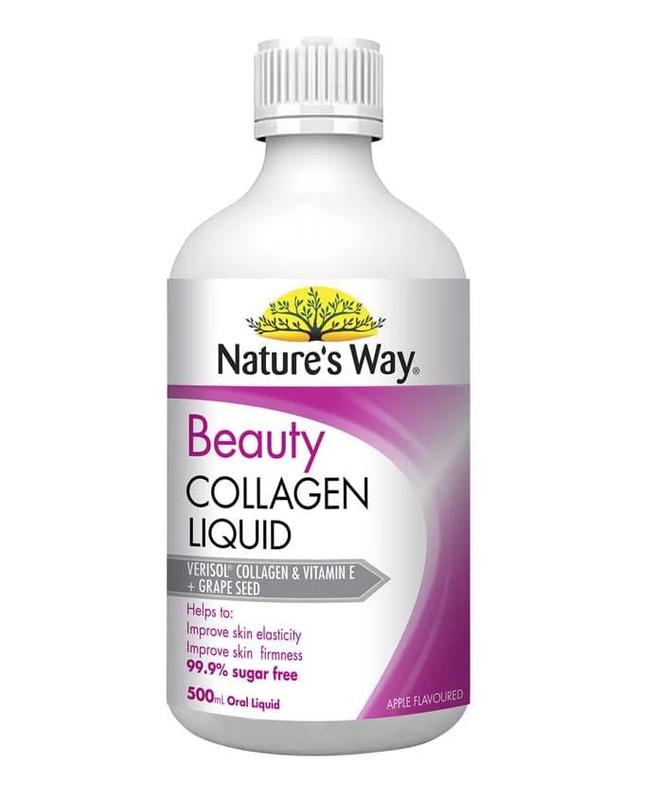 Nature's Way®
Beauty
COLLAGEN
LIQUID
VERISOL® COLLAGEN & VITAMIN E
+ GRAPE SEED
Helps to:
Improve skin elasticity
Improve skin firmness
99.9% sugar free
500mL Oral Liquid
APPLE FLAVOURED